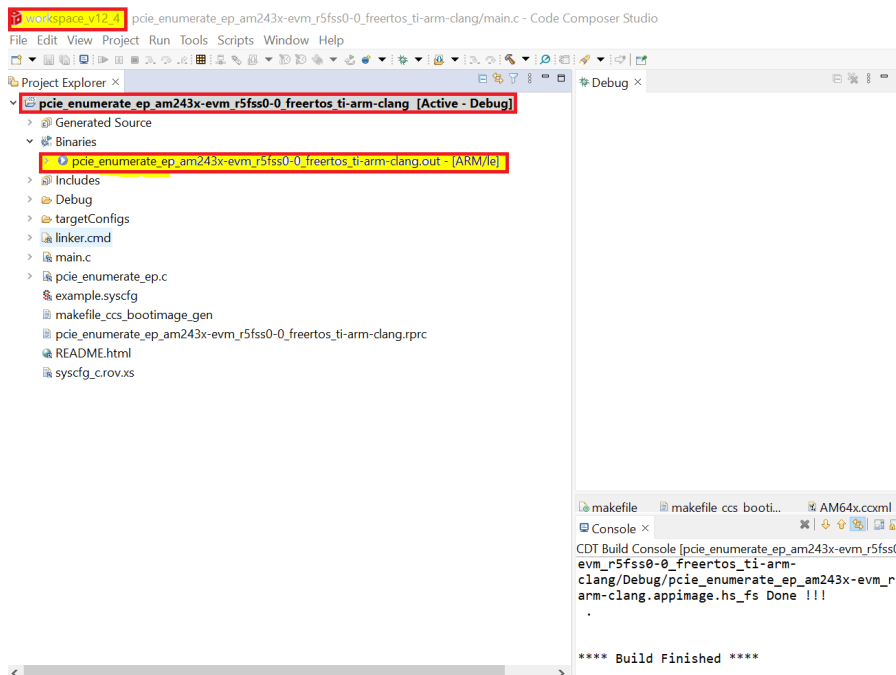 workspace_v12_4 pcie_enumerate_ep_am243x-evm_r5fss0-0_freertos_ti-arm-clang/main.c - Code Composer Studio
File Edit View Project Run Tools Scripts Window Help
Project Explorer
Debug
pcie_enumerate_ep_am243x-evm_r5fss0-0_freertos_ti-arm-clang [Active - Debug]
Generated Source
Binaries
pcie_enumerate_ep_am243x-evm_r5fss0-0_freertos_ti-arm-clang.out - [ARM/le]
Includes
Debug
targetConfigs
linker.cmd
main.c
pcie_enumerate_ep.c
example.syscfg
makefile_ccs_bootimage_gen
pcie_enumerate_ep_am243x-evm_r5fss0-0_freertos_ti-arm-clang.rprc
README.html
syscfg_c.rov.xs
makefile makefile ccs booti... AM64x.ccxml
Console
CDT Build Console [pcie_enumerate_ep_am243x-evm_r5fss0
evm_r5fss0-0_freertos_ti-arm-
clang/Debug/pcie_enumerate_ep_am243x-evm_r
arm-clang.appimage.hs_fs Done !!!
.
**** Build Finished ****